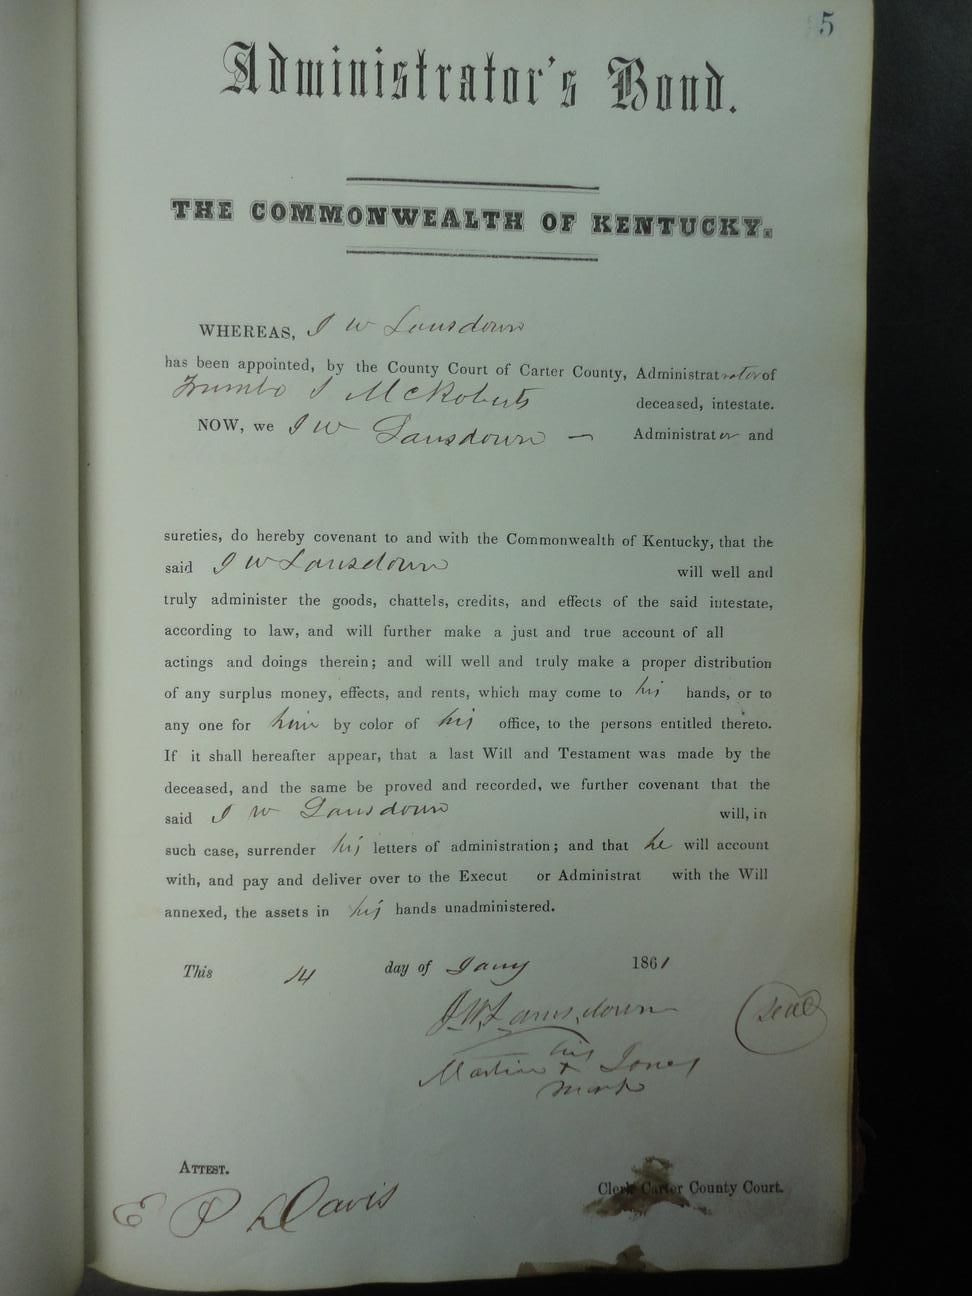 5
Administrator's Bond.
THE COMMONWEALTH OF KENTUCKY.
WHEREAS, J W Lansdown
has been appointed, by the County Court of Carter County, Administrat rator of
Trumbo S McRoberts deceased, intestate.
NOW, we J W Lansdown — Administrator and
sureties, do hereby covenant to and with the Commonwealth of Kentucky, that the
said J W Lansdown will well and
truly administer the goods, chattels, credits, and effects of the said intestate,
according to law, and will further make a just and true account of all
actings and doings therein; and will well and truly make a proper distribution
of any surplus money, effects, and rents, which may come to his hands, or to
any one for him by color of his office, to the persons entitled thereto.
If it shall hereafter appear, that a last Will and Testament was made by the
deceased, and the same be proved and recorded, we further covenant that the
said J W Lansdown will, in
such case, surrender his letters of administration; and that he will account
with, and pay and deliver over to the Execut or Administrat with the Will
annexed, the assets in his hands unadministered.
This 14 day of Jany 1861
J. W. Lansdown Seal
his
Martin x Jones
mark
ATTEST.
E P Davis Clerk Carter County Court.